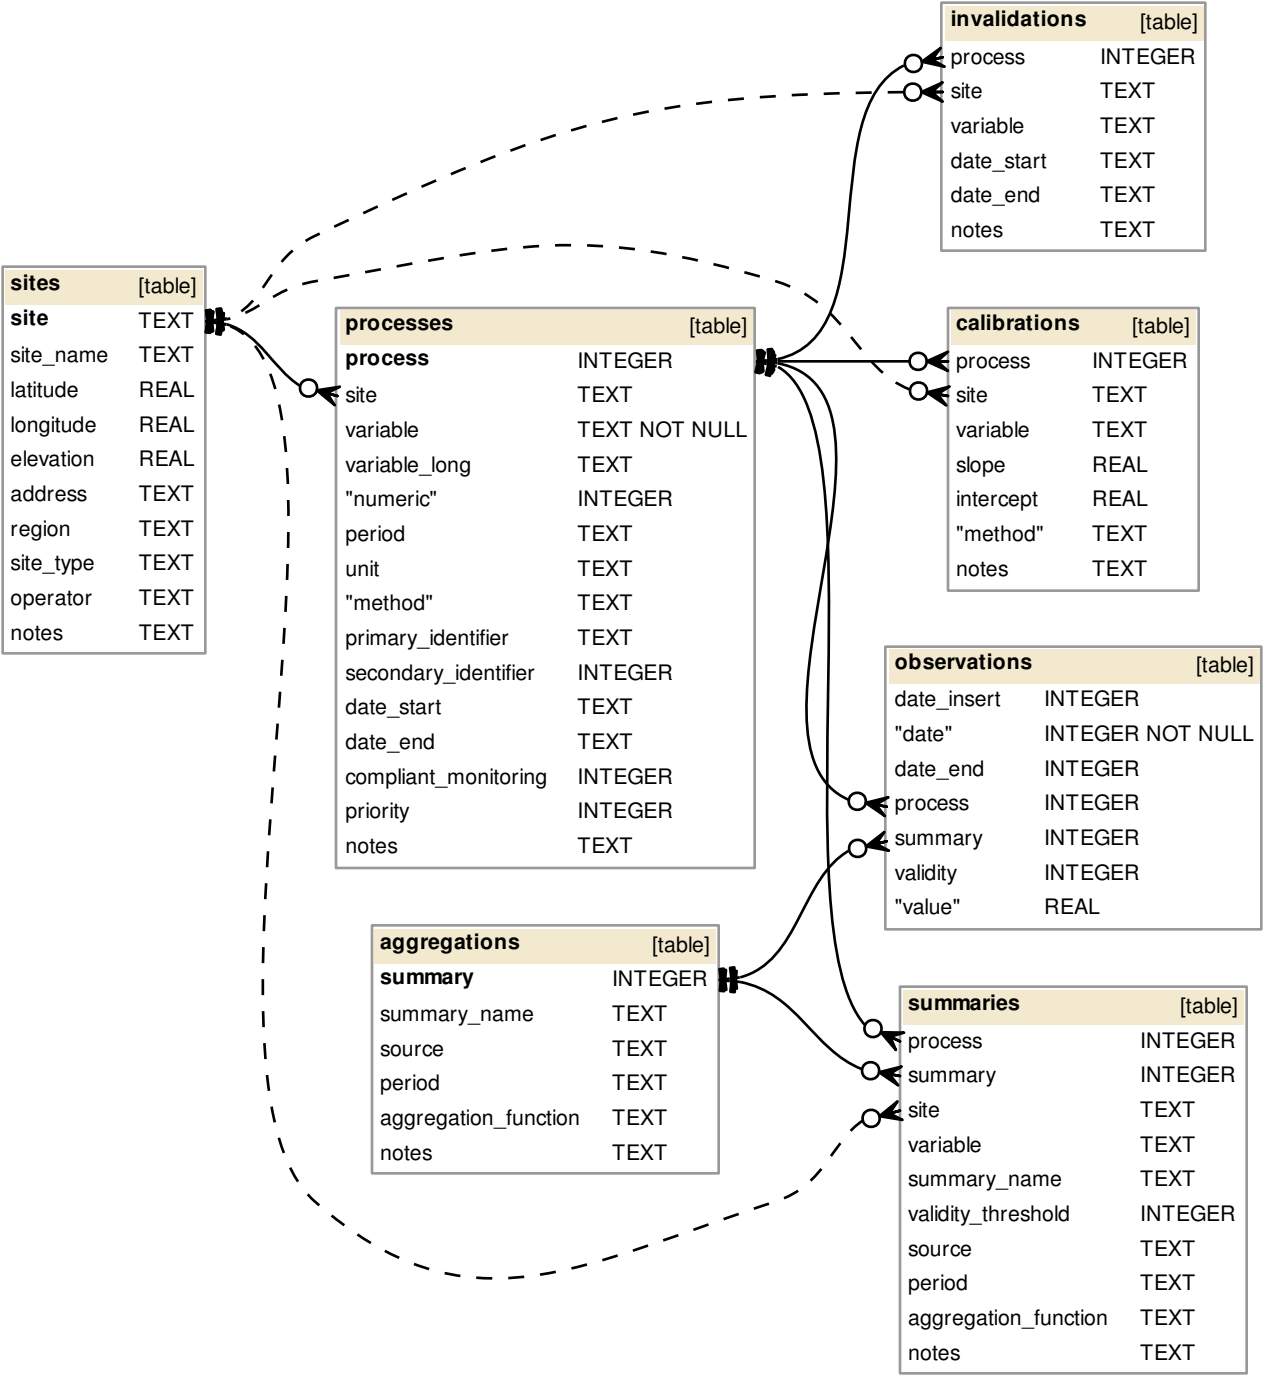 invalidations [table]
process INTEGER
site TEXT
variable TEXT
date_start TEXT
date_end TEXT
notes TEXT
sites [table]
site TEXT
site_name TEXT
latitude REAL
longitude REAL
elevation REAL
address TEXT
region TEXT
site_type TEXT
operator TEXT
notes TEXT
processes [table]
process INTEGER
site TEXT
variable TEXT NOT NULL
variable_long TEXT
"numeric" INTEGER
period TEXT
unit TEXT
"method" TEXT
primary_identifier TEXT
secondary_identifier INTEGER
date_start TEXT
date_end TEXT
compliant_monitoring INTEGER
priority INTEGER
notes TEXT
calibrations [table]
process INTEGER
site TEXT
variable TEXT
slope REAL
intercept REAL
"method" TEXT
notes TEXT
observations [table]
date_insert INTEGER
"date" INTEGER NOT NULL
date_end INTEGER
process INTEGER
summary INTEGER
validity INTEGER
"value" REAL
aggregations [table]
summary INTEGER
summary_name TEXT
source TEXT
period TEXT
aggregation_function TEXT
notes TEXT
summaries [table]
process INTEGER
summary INTEGER
site TEXT
variable TEXT
summary_name TEXT
validity_threshold INTEGER
source TEXT
period TEXT
aggregation_function TEXT
notes TEXT